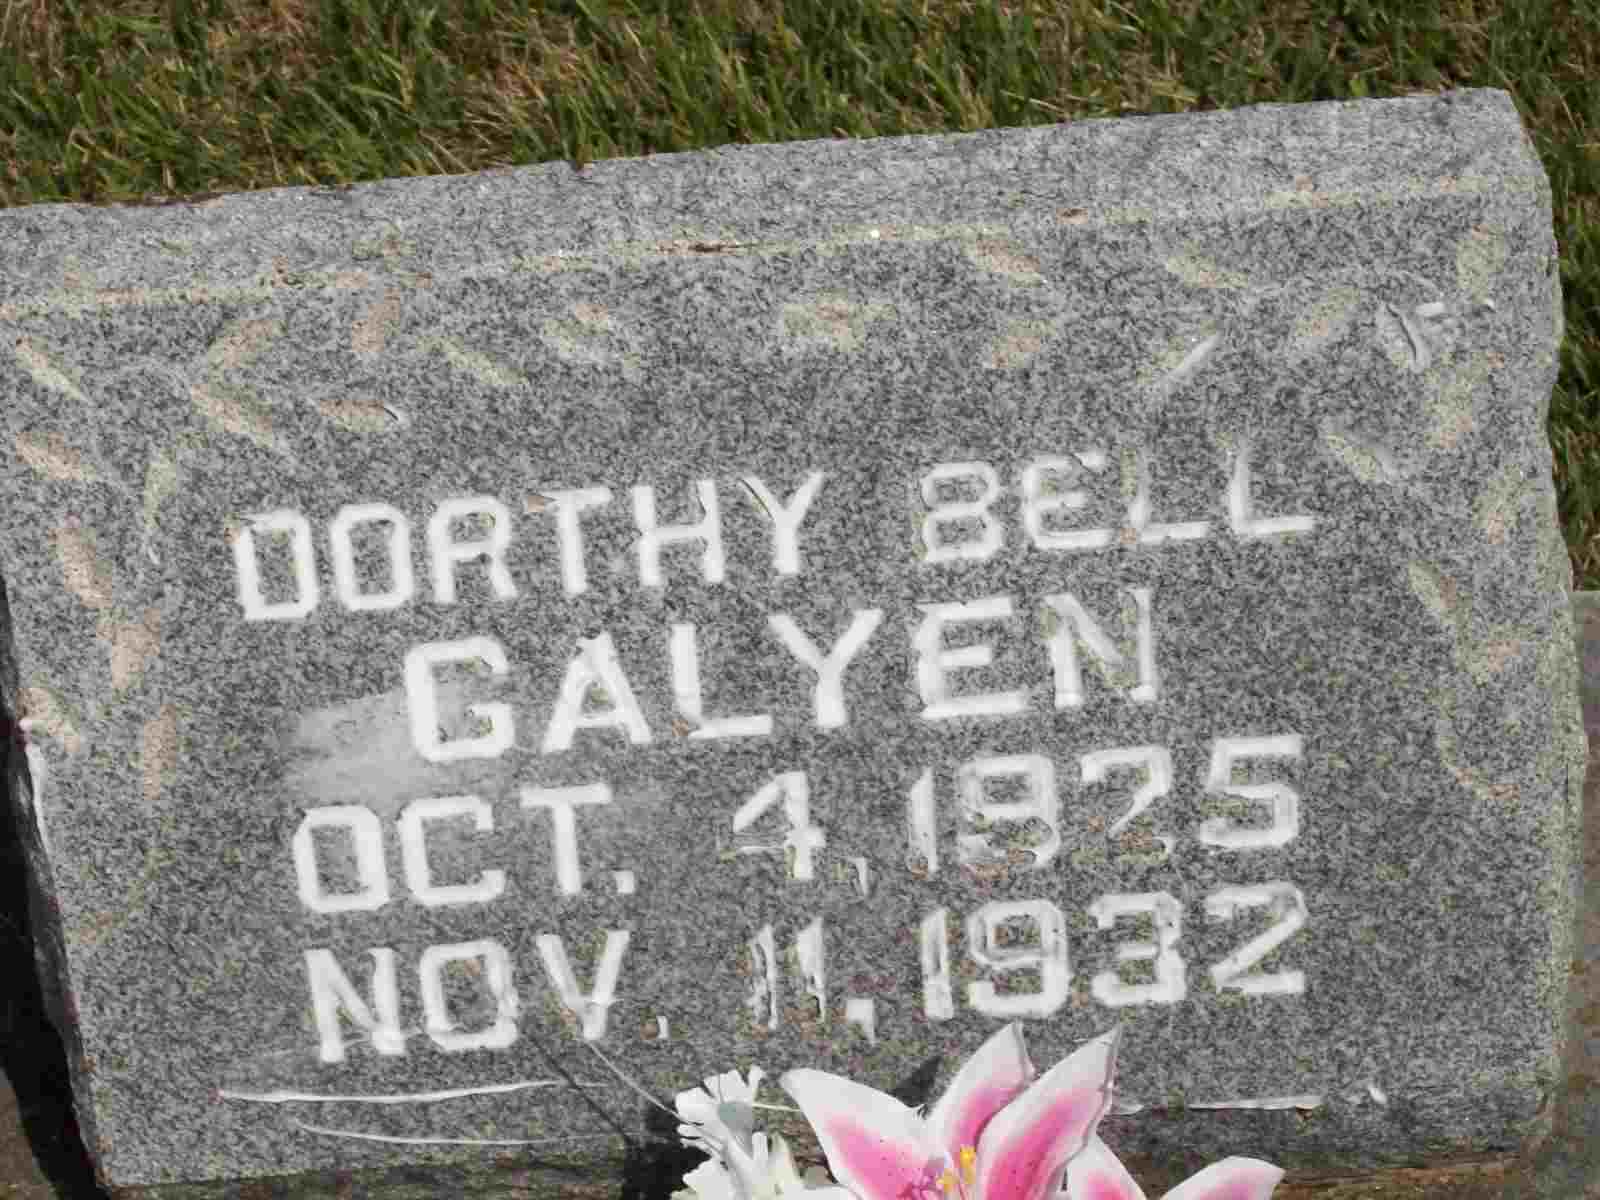 DORTHY BELL
GALYEN
OCT. 4, 1925
NOV. 11, 1932